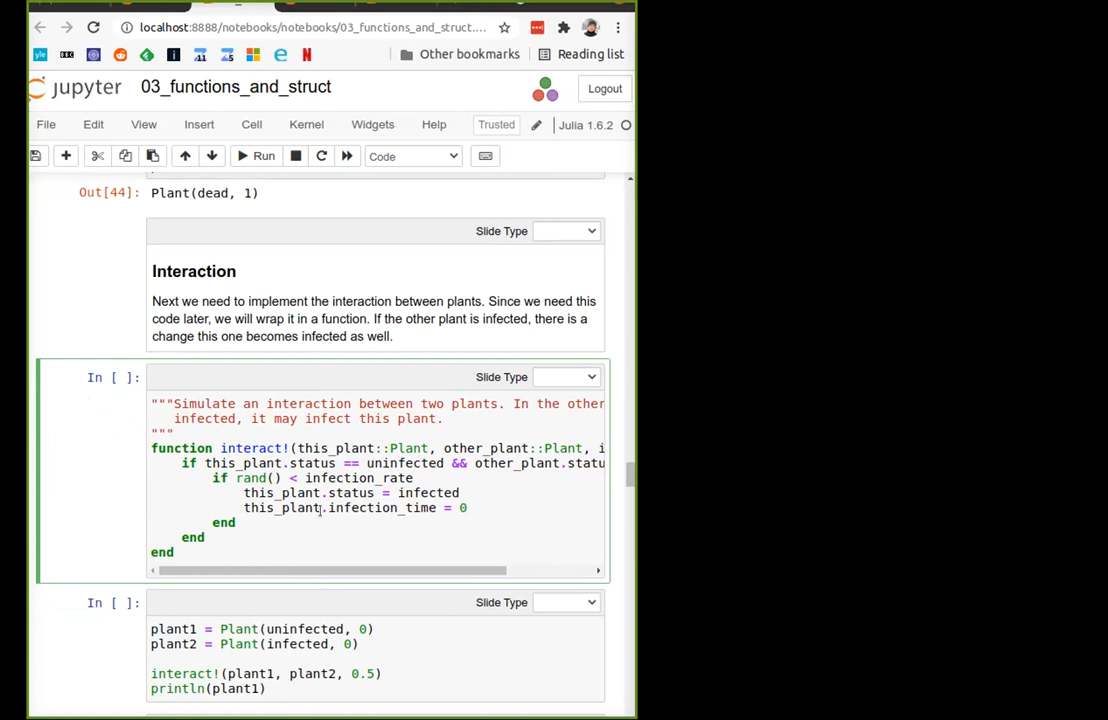 localhost:8888/notebooks/notebooks/03_functions_and_struct....
yle BBC i 11 5 e N Other bookmarks Reading list
jupyter 03_functions_and_struct Logout
File Edit View Insert Cell Kernel Widgets Help Trusted Julia 1.6.2
Run Code
Out[44]: Plant(dead, 1)
Slide Type
Interaction
Next we need to implement the interaction between plants. Since we need this
code later, we will wrap it in a function. If the other plant is infected, there is a
change this one becomes infected as well.
In [ ]: Slide Type
"""Simulate an interaction between two plants. In the other
infected, it may infect this plant.
"""
function interact!(this_plant::Plant, other_plant::Plant, i
if this_plant.status == uninfected && other_plant.statu
if rand() < infection_rate
this_plant.status = infected
this_plant.infection_time = 0
end
end
end
In [ ]: Slide Type
plant1 = Plant(uninfected, 0)
plant2 = Plant(infected, 0)
interact!(plant1, plant2, 0.5)
println(plant1)